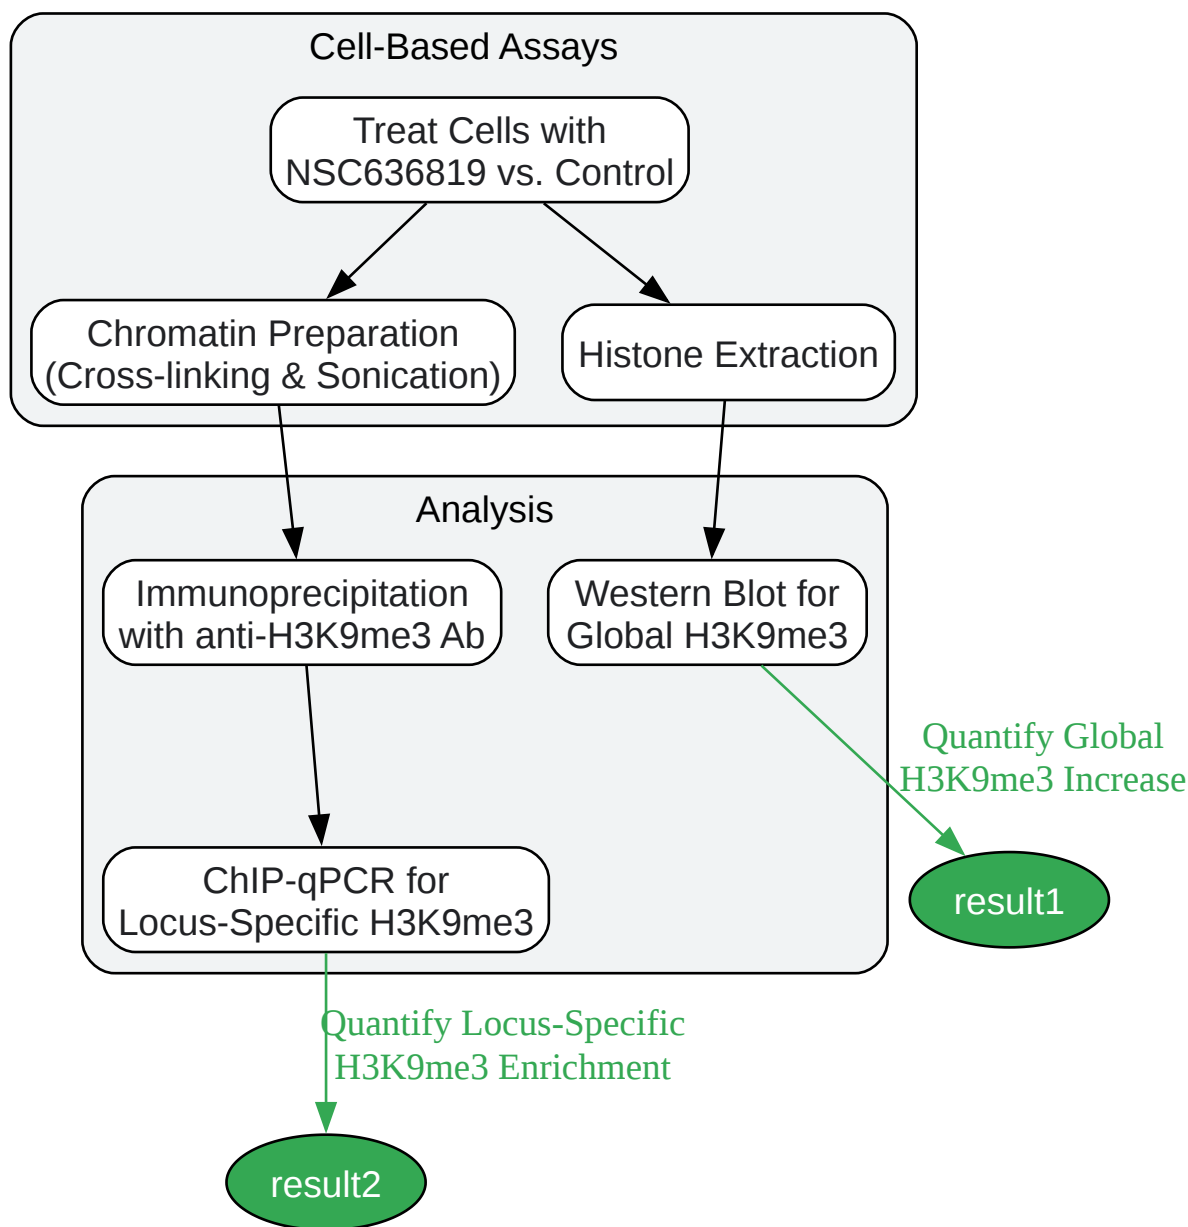 Cell-Based Assays
Treat Cells with
NSC636819 vs. Control
Chromatin Preparation
(Cross-linking & Sonication)
Histone Extraction
Analysis
Immunoprecipitation
with anti-H3K9me3 Ab
Western Blot for
Global H3K9me3
Quantify Global
H3K9me3 Increase
ChIP-qPCR for
Locus-Specific H3K9me3
result1
Quantify Locus-Specific
H3K9me3 Enrichment
result2